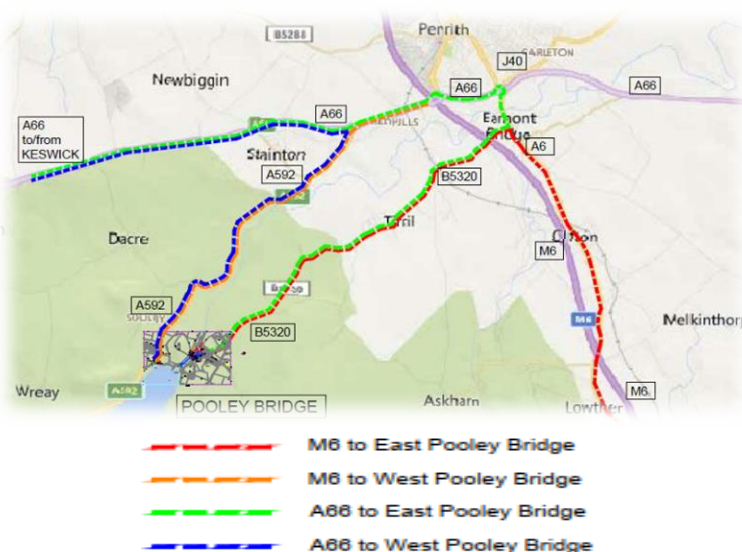 B5288
Perrith
CARLETON
J40
Newbiggin
A66
A66
A66
A66
to/from
KESWICK
Eamont
Bridge
A6
Stainton
A592
B5320
Tirril
Dacre
Clifton
M6
A592
B5320
M6
Melkinthor
Wreay
A592
POOLEY BRIDGE
Askham
Lowther
M6.
M6 to East Pooley Bridge
M6 to West Pooley Bridge
A66 to East Pooley Bridge
A66 to West Pooley Bridge